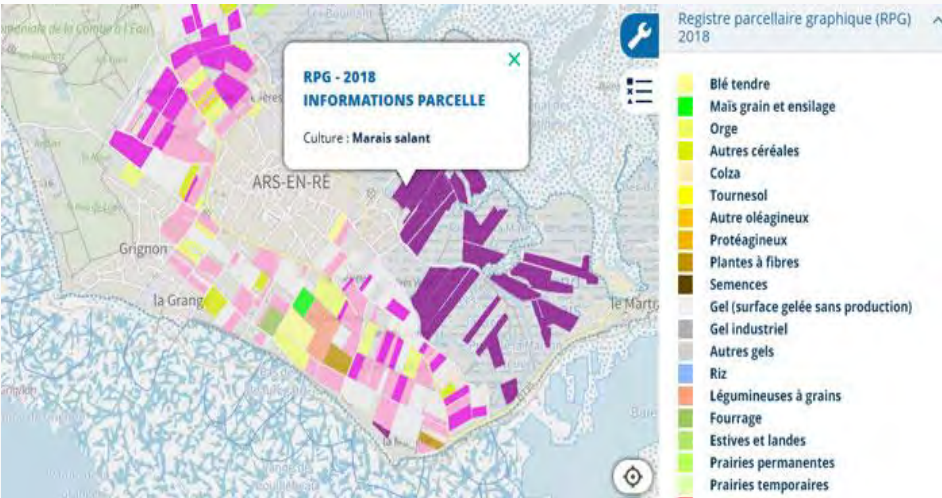 RPG - 2018
INFORMATIONS PARCELLE
Culture : Marais salant
ARS-EN-RÉ
Grignon
la Grang
le Martr
Registre parcellaire graphique (RPG)
2018
Blé tendre
Maïs grain et ensilage
Orge
Autres céréales
Colza
Tournesol
Autre oléagineux
Protéagineux
Plantes à fibres
Semences
Gel (surface gelée sans production)
Gel industriel
Autres gels
Riz
Légumineuses à grains
Fourrage
Estives et landes
Prairies permanentes
Prairies temporaires